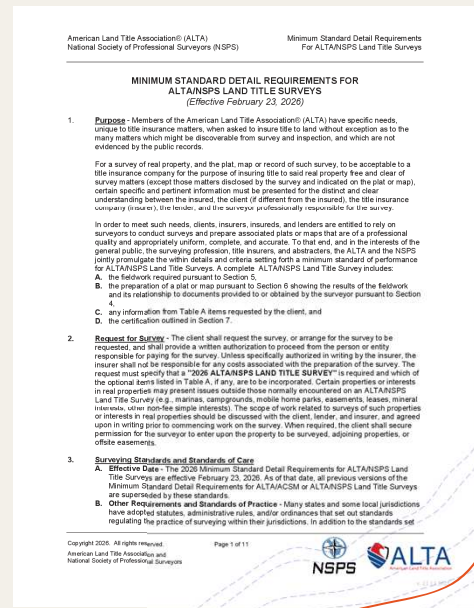 American Land Title Association® (ALTA)
National Society of Professional Surveyors (NSPS)
Minimum Standard Detail Requirements
For ALTA/NSPS Land Title Surveys
MINIMUM STANDARD DETAIL REQUIREMENTS FOR
ALTA/NSPS LAND TITLE SURVEYS
(Effective February 23, 2026)
1. Purpose - Members of the American Land Title Association® (ALTA) have specific needs,
unique to title insurance matters, when asked to insure title to land without exception as to the
many matters which might be discoverable from survey and inspection, and which are not
evidenced by the public records.
For a survey of real property, and the plat, map or record of such survey, to be acceptable to a
title insurance company for the purpose of insuring title to said real property free and clear of
survey matters (except those matters disclosed by the survey and indicated on the plat or map),
certain specific and pertinent information must be presented for the distinct and clear
understanding between the insured, the client (if different from the insured), the title insurance
company (insurer), the lender, and the surveyor professionally responsible for the survey.
In order to meet such needs, clients, insurers, insureds, and lenders are entitled to rely on
surveyors to conduct surveys and prepare associated plats or maps that are of a professional
quality and appropriately uniform, complete, and accurate. To that end, and in the interests of the
general public, the surveying profession, title insurers, and abstracters, the ALTA and the NSPS
jointly promulgate the within details and criteria setting forth a minimum standard of performance
for ALTA/NSPS Land Title Surveys. A complete ALTA/NSPS Land Title Survey includes:
A. the fieldwork required pursuant to Section 5,
B. the preparation of a plat or map pursuant to Section 6 showing the results of the fieldwork
and its relationship to documents provided to or obtained by the surveyor pursuant to Section
4,
C. any information from Table A items requested by the client, and
D. the certification outlined in Section 7.
2. Request for Survey - The client shall request the survey, or arrange for the survey to be
requested, and shall provide a written authorization to proceed from the person or entity
responsible for paying for the survey. Unless specifically authorized in writing by the insurer, the
insurer shall not be responsible for any costs associated with the preparation of the survey. The
request must specify that a "2026 ALTA/NSPS LAND TITLE SURVEY" is required and which of
the optional items listed in Table A, if any, are to be incorporated. Certain properties or interests
in real properties may present issues outside those normally encountered on an ALTA/NSPS
Land Title Survey (e.g., marinas, campgrounds, mobile home parks, easements, leases, mineral
interests, other non-fee simple interests). The scope of work related to surveys of such properties
or interests in real properties should be discussed with the client, lender, and insurer, and agreed
upon in writing prior to commencing work on the survey. When required, the client shall secure
permission for the surveyor to enter upon the property to be surveyed, adjoining properties, or
offsite easements.
3. Surveying Standards and Standards of Care
A. Effective Date - The 2026 Minimum Standard Detail Requirements for ALTA/NSPS Land
Title Surveys are effective February 23, 2026. As of that date, all previous versions of the
Minimum Standard Detail Requirements for ALTA/ACSM or ALTA/NSPS Land Title Surveys
are superseded by these standards.
B. Other Requirements and Standards of Practice - Many states and some local jurisdictions
have adopted statutes, administrative rules, and/or ordinances that set out standards
regulating the practice of surveying within their jurisdictions. In addition to the standards set
Copyright 2026. All rights reserved.
American Land Title Association and
National Society of Professional Surveyors
Page 1 of 11
NSPS
ALTA
American Land Title Association